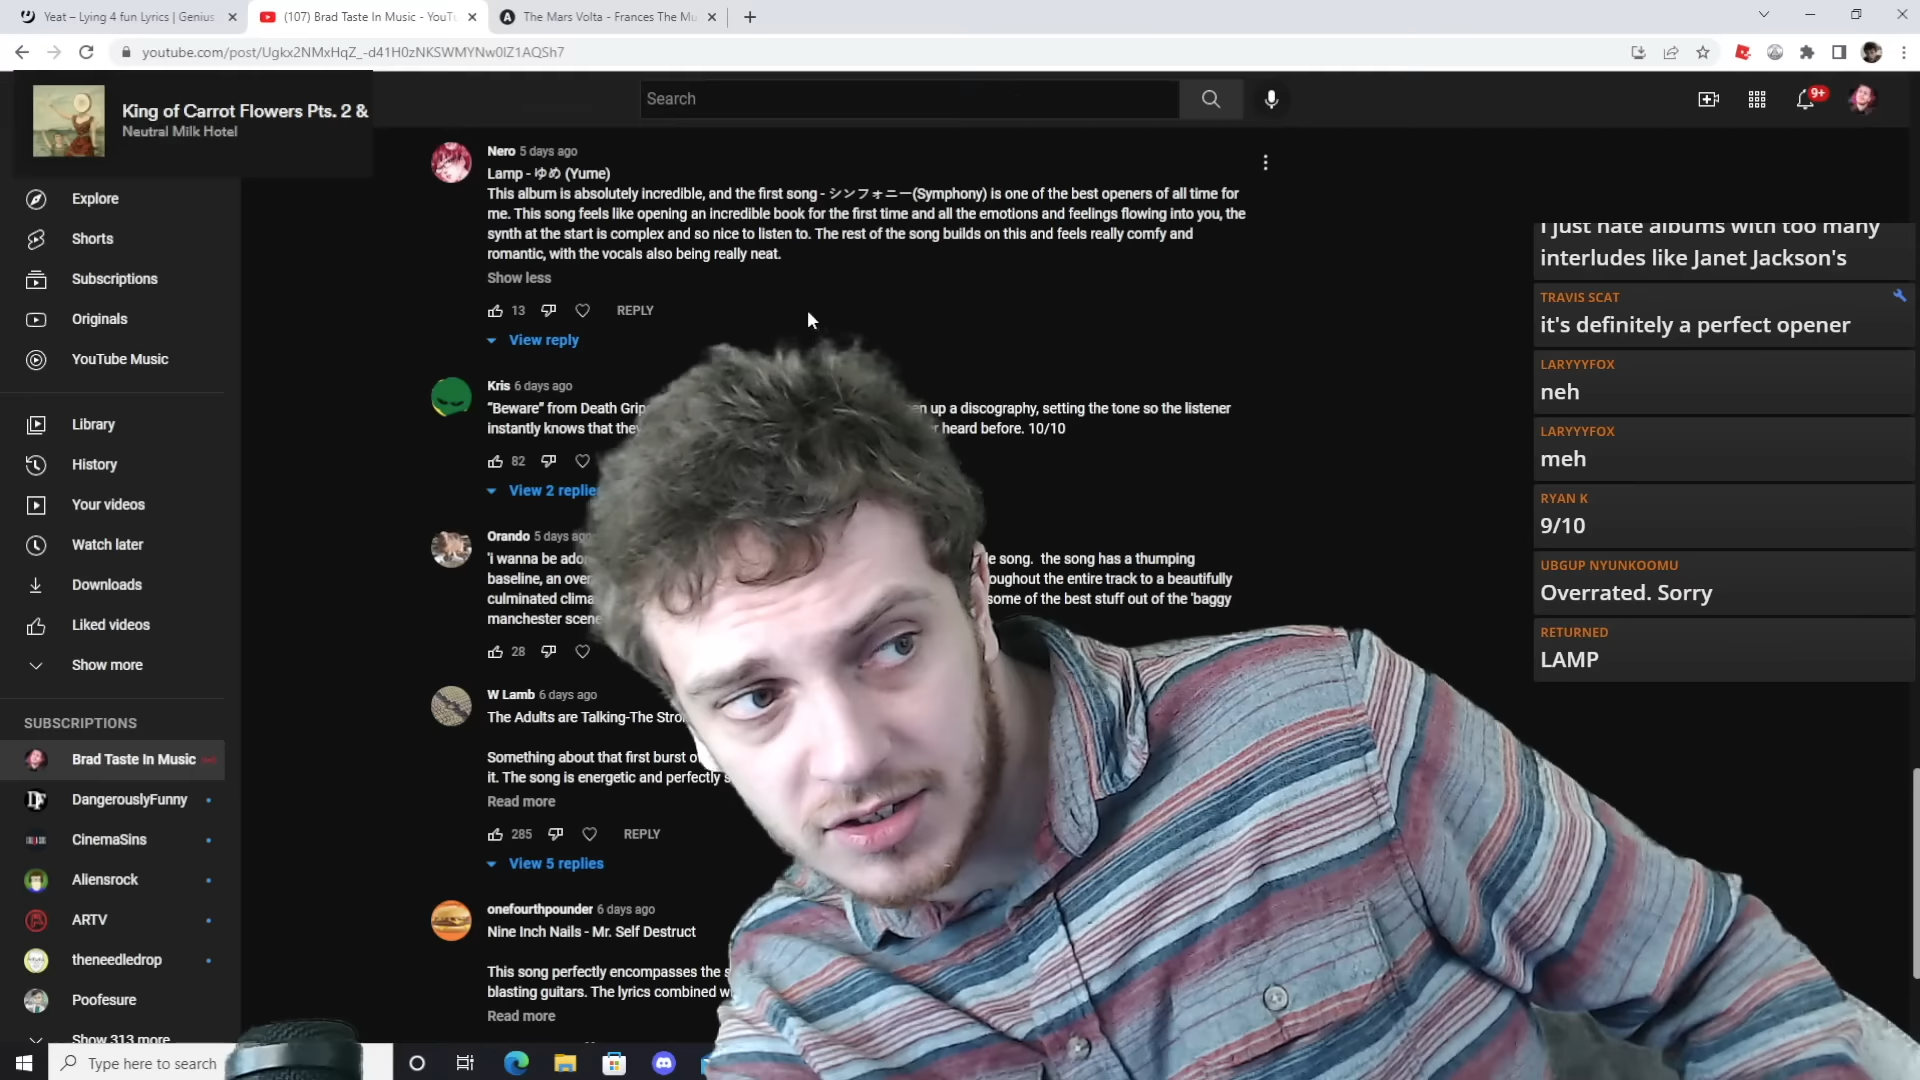 Yeat – Lying 4 fun Lyrics | Genius
(107) Brad Taste In Music - YouTu
The Mars Volta - Frances The Mu
youtube.com/post/Ugkx2NMxHqZ_-d41H0zNKSWMYNw0IZ1AQSh7
King of Carrot Flowers Pts. 2 &
Neutral Milk Hotel
Search
9+
Explore
Shorts
Subscriptions
Originals
YouTube Music
Library
History
Your videos
Watch later
Downloads
Liked videos
Show more
SUBSCRIPTIONS
Brad Taste In Music
DangerouslyFunny
CinemaSins
Aliensrock
ARTV
theneedledrop
Poofesure
Show 313 more
Nero 5 days ago
Lamp - ゆめ (Yume)
This album is absolutely incredible, and the first song - シンフォニー(Symphony) is one of the best openers of all time for
me. This song feels like opening an incredible book for the first time and all the emotions and feelings flowing into you, the
synth at the start is complex and so nice to listen to. The rest of the song builds on this and feels really comfy and
romantic, with the vocals also being really neat.
Show less
13 REPLY
View reply
Kris 6 days ago
"Beware" from Death Grip up a discography, setting the tone so the listener
instantly knows that they heard before. 10/10
82
View 2 replies
Orando 5 days ago
'i wanna be ador song. the song has a thumping
baseline, an over oughout the entire track to a beautifully
culminated clima some of the best stuff out of the 'baggy
manchester scene
28
W Lamb 6 days ago
The Adults are Talking-The Stro
Something about that first burst o
it. The song is energetic and perfectly s
Read more
285 REPLY
View 5 replies
onefourthpounder 6 days ago
Nine Inch Nails - Mr. Self Destruct
This song perfectly encompasses the s
blasting guitars. The lyrics combined w
Read more
I just hate albums with too many
interludes like Janet Jackson's
TRAVIS SCAT
it's definitely a perfect opener
LARYYYFOX
neh
LARYYYFOX
meh
RYAN K
9/10
UBGUP NYUNKOOMU
Overrated. Sorry
RETURNED
LAMP
Type here to search